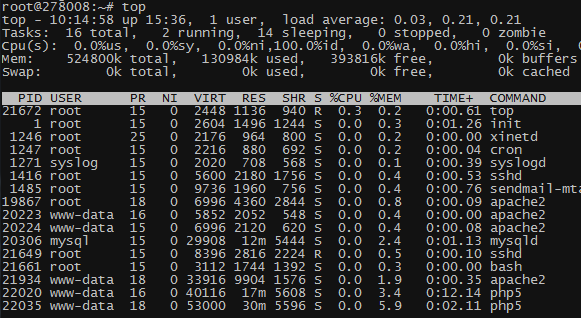 root@278008:~# top
top - 10:14:58 up 15:36,  1 user,  load average: 0.03, 0.21, 0.21
Tasks:  16 total,   2 running,  14 sleeping,   0 stopped,   0 zombie
Cpu(s):  0.0%us,  0.0%sy,  0.0%ni,100.0%id,  0.0%wa,  0.0%hi,  0.0%si,
Mem:    524800k total,   130984k used,   393816k free,        0k buffers
Swap:        0k total,        0k used,        0k free,        0k cached
PID USER      PR  NI  VIRT  RES  SHR S %CPU %MEM    TIME+  COMMAND
21672 root      15   0  2448 1136  940 R  0.3  0.2   0:00.61 top
1 root      15   0  2604 1496 1244 S  0.0  0.3   0:01.26 init
1246 root      25   0  2176  964  800 S  0.0  0.2   0:00.00 xinetd
1247 root      15   0  2216  880  692 S  0.0  0.2   0:00.04 cron
1271 syslog    15   0  2020  708  568 S  0.0  0.1   0:00.39 syslogd
1416 root      15   0  5600 2180 1756 S  0.0  0.4   0:00.53 sshd
1485 root      15   0  9736 1960  756 S  0.0  0.4   0:00.76 sendmail-mta
19867 root      18   0  6996 4360 2844 S  0.0  0.8   0:00.09 apache2
20223 www-data  16   0  5852 2052  548 S  0.0  0.4   0:00.00 apache2
20224 www-data  15   0  6996 2120  620 S  0.0  0.4   0:00.08 apache2
20306 mysql     15   0 29908  12m 5444 S  0.0  2.4   0:01.13 mysqld
21649 root      15   0  8396 2816 2224 R  0.0  0.5   0:00.10 sshd
21661 root      15   0  3112 1744 1392 S  0.0  0.3   0:00.00 bash
21934 www-data  18   0 33916 9904 1576 S  0.0  1.9   0:00.35 apache2
22020 www-data  16   0 40116  17m 5608 S  0.0  3.4   0:12.14 php5
22035 www-data  18   0 53000  30m 5596 S  0.0  5.9   0:02.11 php5